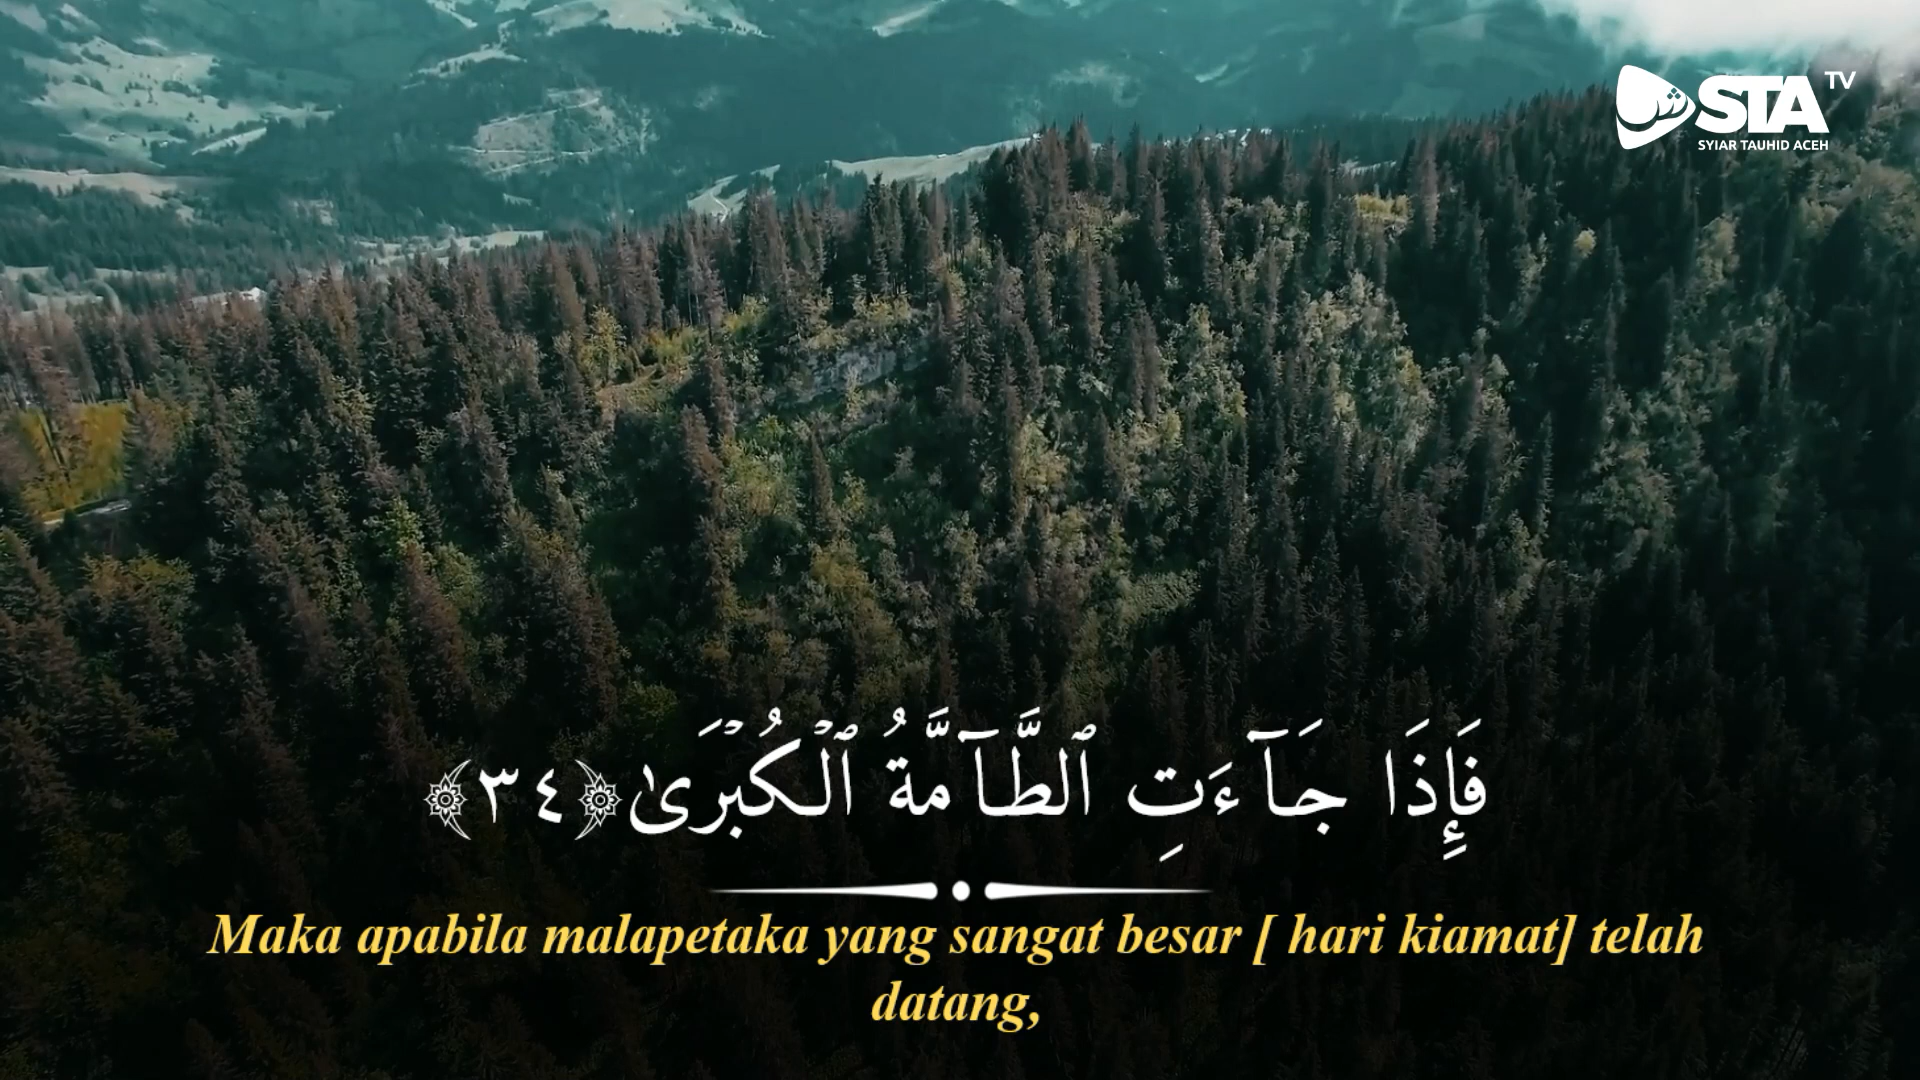 STA TV
SYIAR TAUHID ACEH
فَإِذَا جَآءَتِ ٱلطَّآمَّةُ ٱلْكُبْرَىٰ ﴿٣٤﴾
Maka apabila malapetaka yang sangat besar [ hari kiamat] telah
datang,